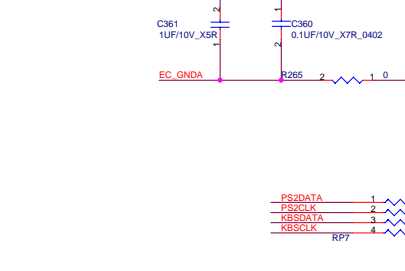 2 1
C361 C360
1UF/10V_X5R 0.1UF/10V_X7R_0402
1 2
EC_GNDA R265 2 1 0
PS2DATA 1
PS2CLK 2
KBSDATA 3
KBSCLK 4
RP7